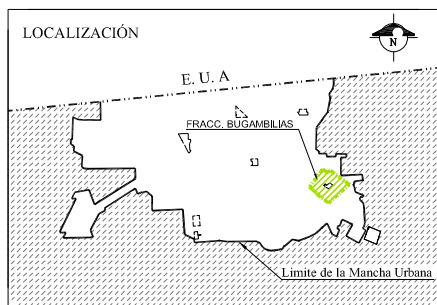 LOCALIZACIÓN
N
E. U. A
FRACC. BUGAMBILIAS
Limite de la Mancha Urbana